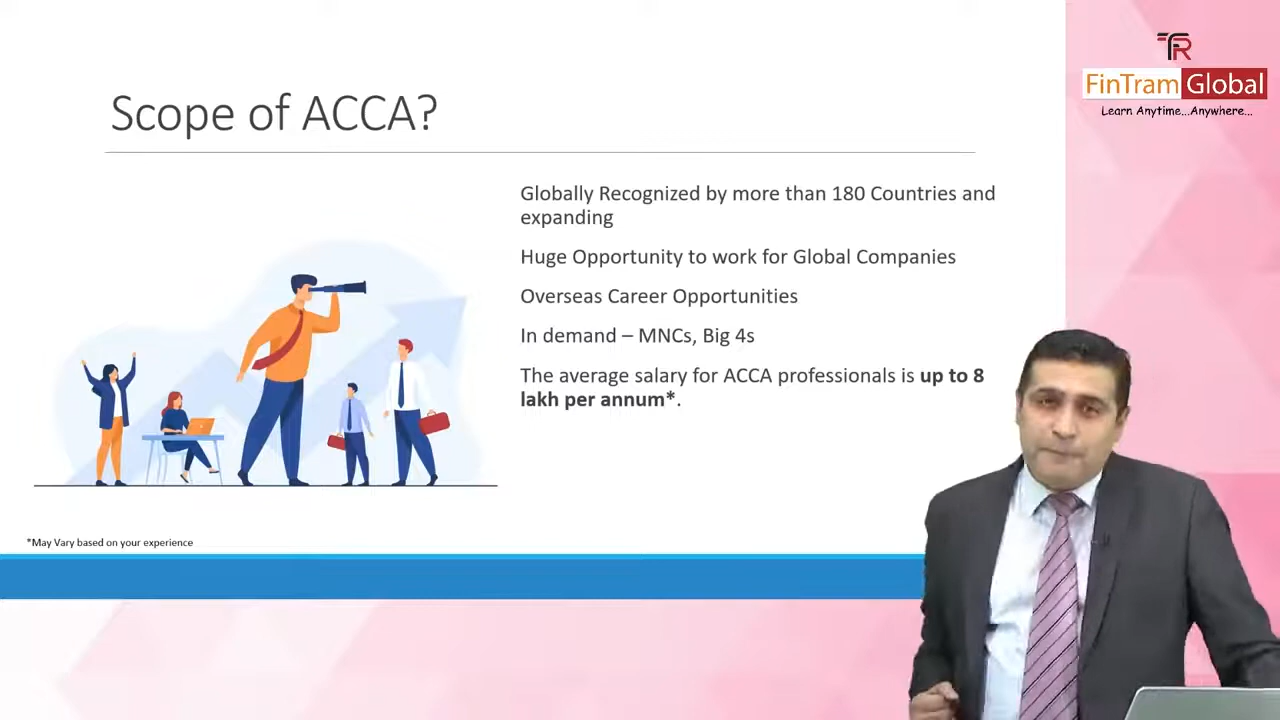 Scope of ACCA?
Globally Recognized by more than 180 Countries and
expanding
Huge Opportunity to work for Global Companies
Overseas Career Opportunities
In demand – MNCs, Big 4s
The average salary for ACCA professionals is up to 8
lakh per annum*.
*May Vary based on your experience
TR
FinTram Global
Learn Anytime...Anywhere...